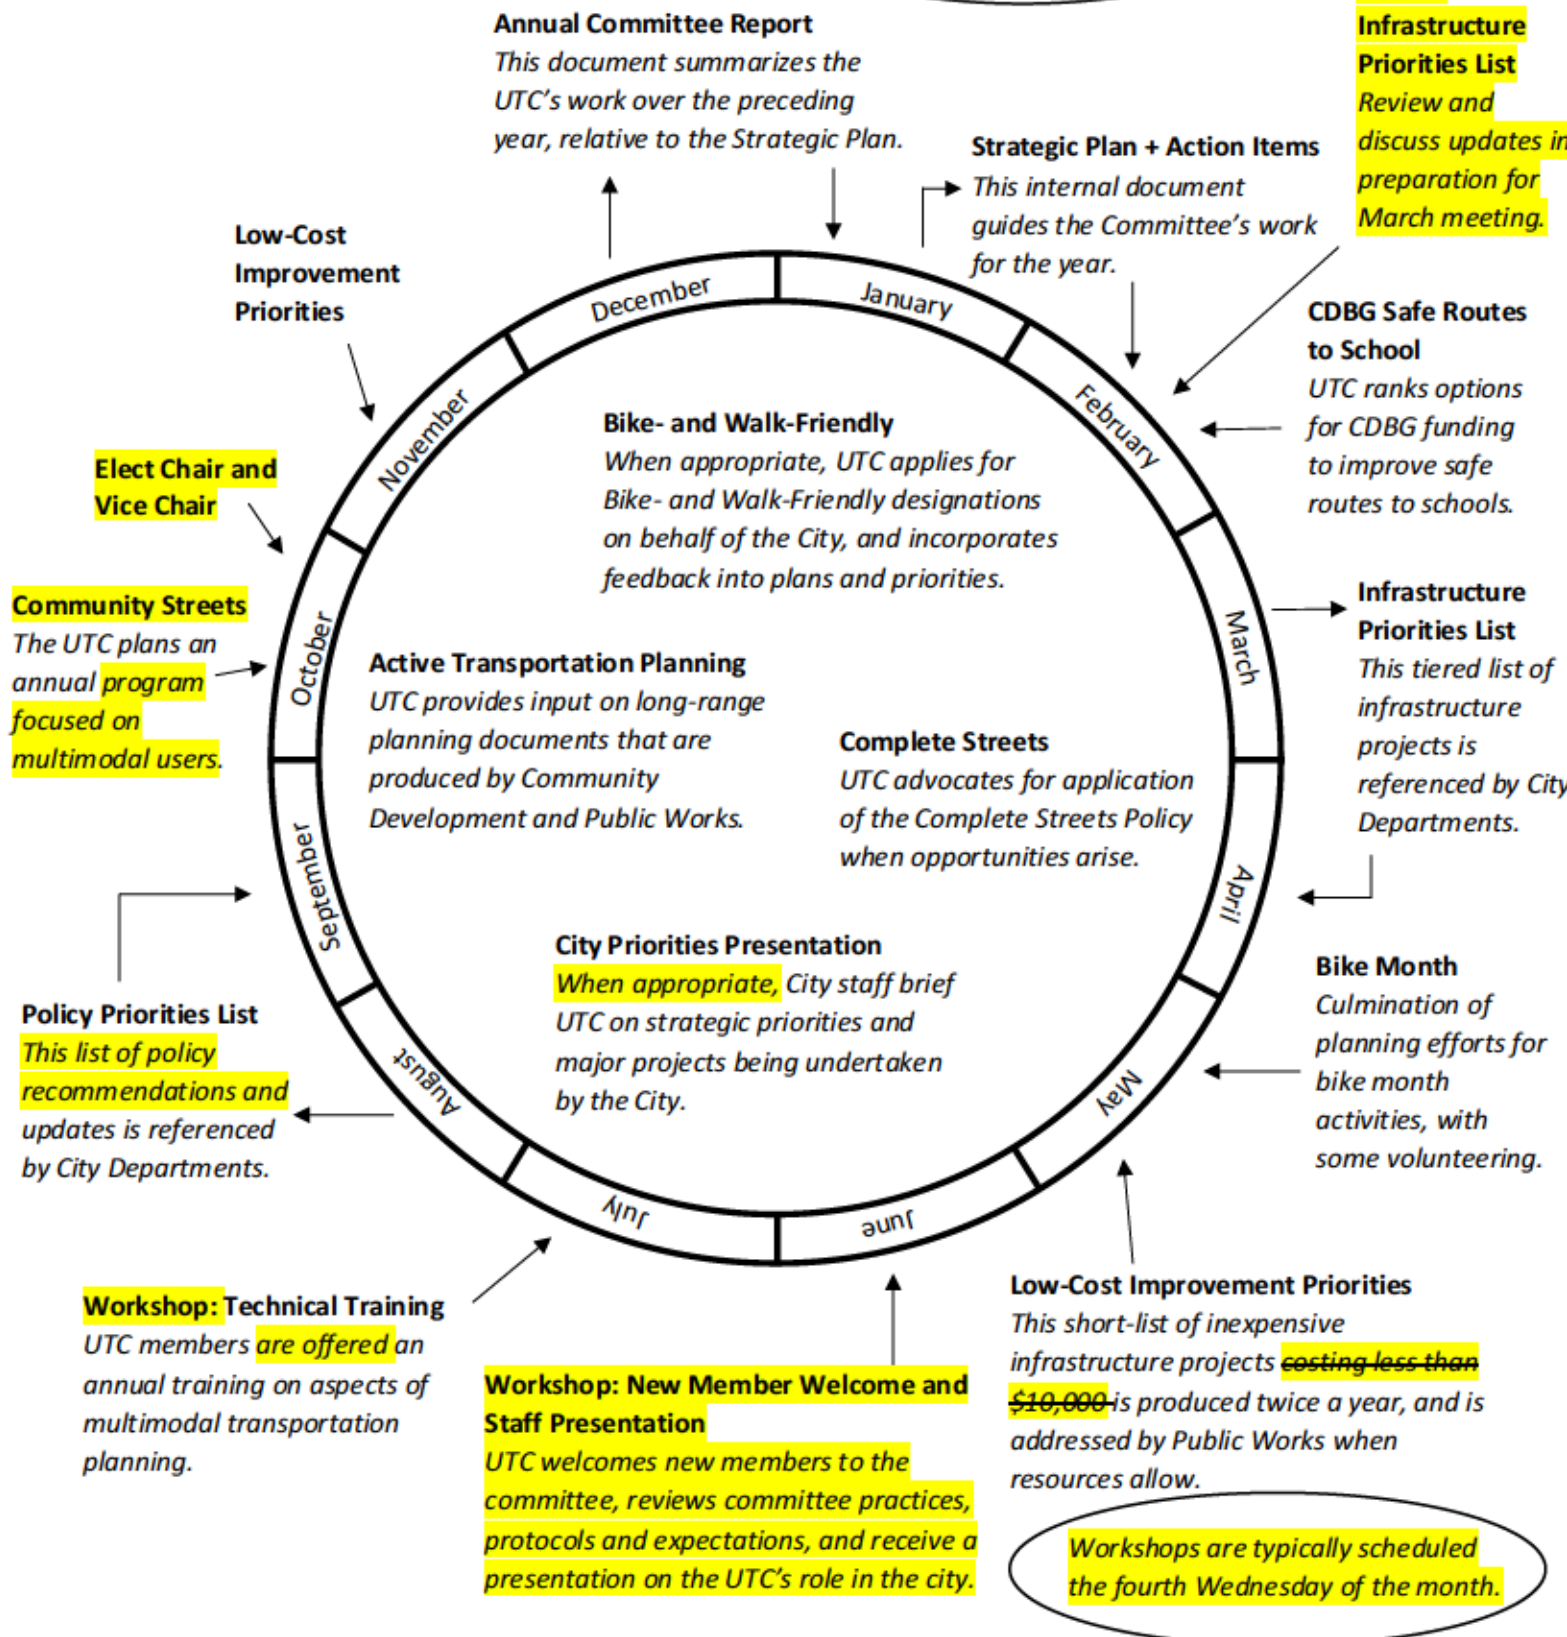 Annual Committee Report
This document summarizes the
UTC's work over the preceding
year, relative to the Strategic Plan.
Infrastructure
Priorities List
Review and
discuss updates in
preparation for
March meeting.
Strategic Plan + Action Items
This internal document
guides the Committee's work
for the year.
Low-Cost
Improvement
Priorities
CDBG Safe Routes
to School
UTC ranks options
for CDBG funding
to improve safe
routes to schools.
Elect Chair and
Vice Chair
Community Streets
The UTC plans an
annual program
focused on
multimodal users.
December
January
February
March
April
May
June
July
August
September
October
November
Bike- and Walk-Friendly
When appropriate, UTC applies for
Bike- and Walk-Friendly designations
on behalf of the City, and incorporates
feedback into plans and priorities.
Active Transportation Planning
UTC provides input on long-range
planning documents that are
produced by Community
Development and Public Works.
Complete Streets
UTC advocates for application
of the Complete Streets Policy
when opportunities arise.
City Priorities Presentation
When appropriate, City staff brief
UTC on strategic priorities and
major projects being undertaken
by the City.
Infrastructure
Priorities List
This tiered list of
infrastructure
projects is
referenced by City
Departments.
Bike Month
Culmination of
planning efforts for
bike month
activities, with
some volunteering.
Policy Priorities List
This list of policy
recommendations and
updates is referenced
by City Departments.
Workshop: Technical Training
UTC members are offered an
annual training on aspects of
multimodal transportation
planning.
Workshop: New Member Welcome and
Staff Presentation
UTC welcomes new members to the
committee, reviews committee practices,
protocols and expectations, and receive a
presentation on the UTC's role in the city.
Low-Cost Improvement Priorities
This short-list of inexpensive
infrastructure projects costing less than
$10,000 is produced twice a year, and is
addressed by Public Works when
resources allow.
Workshops are typically scheduled
the fourth Wednesday of the month.